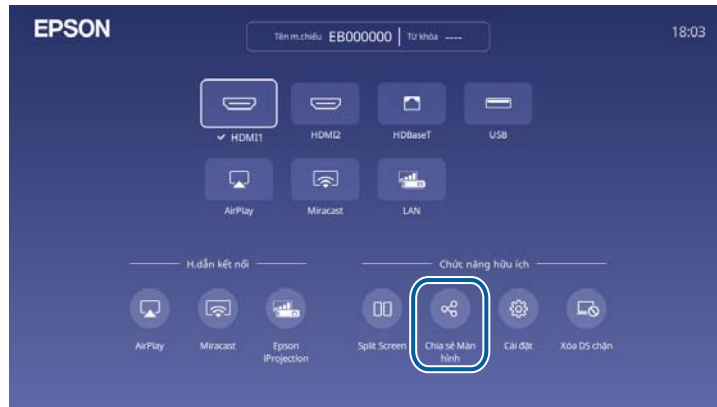 EPSON
Tên m.chiếu EB000000 | Từ khóa ----
18:03
✔ HDMI1
HDMI2
HDBaseT
USB
AirPlay
Miracast
LAN
H.dẫn kết nối
Chức năng hữu ích
AirPlay
Miracast
Epson
iProjection
Split Screen
Chia sẻ Màn
hình
Cài đặt
Xóa DS chặn